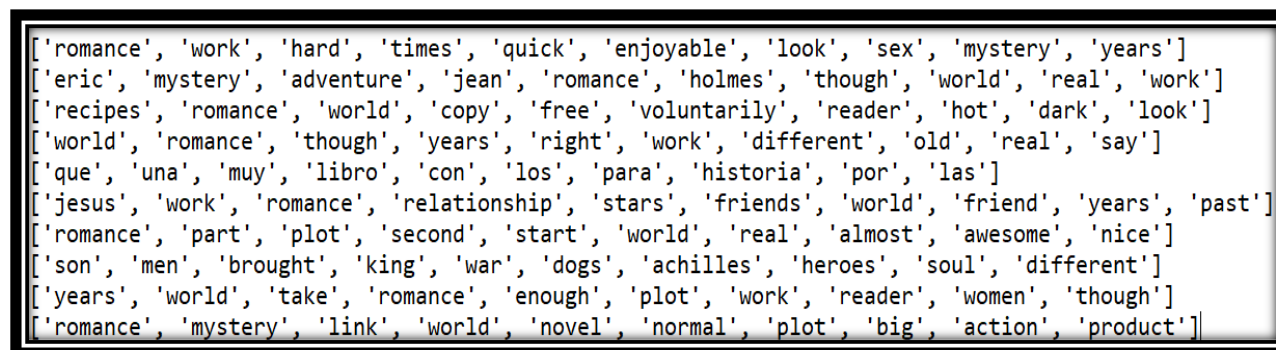 ['romance', 'work', 'hard', 'times', 'quick', 'enjoyable', 'look', 'sex', 'mystery', 'years']
['eric', 'mystery', 'adventure', 'jean', 'romance', 'holmes', 'though', 'world', 'real', 'work']
['recipes', 'romance', 'world', 'copy', 'free', 'voluntarily', 'reader', 'hot', 'dark', 'look']
['world', 'romance', 'though', 'years', 'right', 'work', 'different', 'old', 'real', 'say']
['que', 'una', 'muy', 'libro', 'con', 'los', 'para', 'historia', 'por', 'las']
['jesus', 'work', 'romance', 'relationship', 'stars', 'friends', 'world', 'friend', 'years', 'past']
['romance', 'part', 'plot', 'second', 'start', 'world', 'real', 'almost', 'awesome', 'nice']
['son', 'men', 'brought', 'king', 'war', 'dogs', 'achilles', 'heroes', 'soul', 'different']
['years', 'world', 'take', 'romance', 'enough', 'plot', 'work', 'reader', 'women', 'though']
['romance', 'mystery', 'link', 'world', 'novel', 'normal', 'plot', 'big', 'action', 'product']